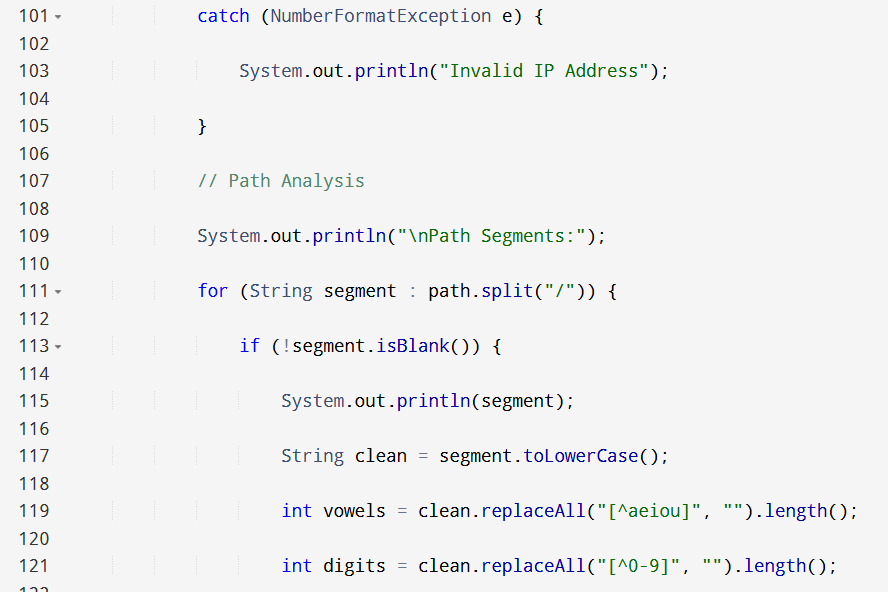 101 catch (NumberFormatException e) {
102
103 System.out.println("Invalid IP Address");
104
105 }
106
107 // Path Analysis
108
109 System.out.println("\nPath Segments:");
110
111 for (String segment : path.split("/")) {
112
113 if (!segment.isBlank()) {
114
115 System.out.println(segment);
116
117 String clean = segment.toLowerCase();
118
119 int vowels = clean.replaceAll("[^aeiou]", "").length();
120
121 int digits = clean.replaceAll("[^0-9]", "").length();